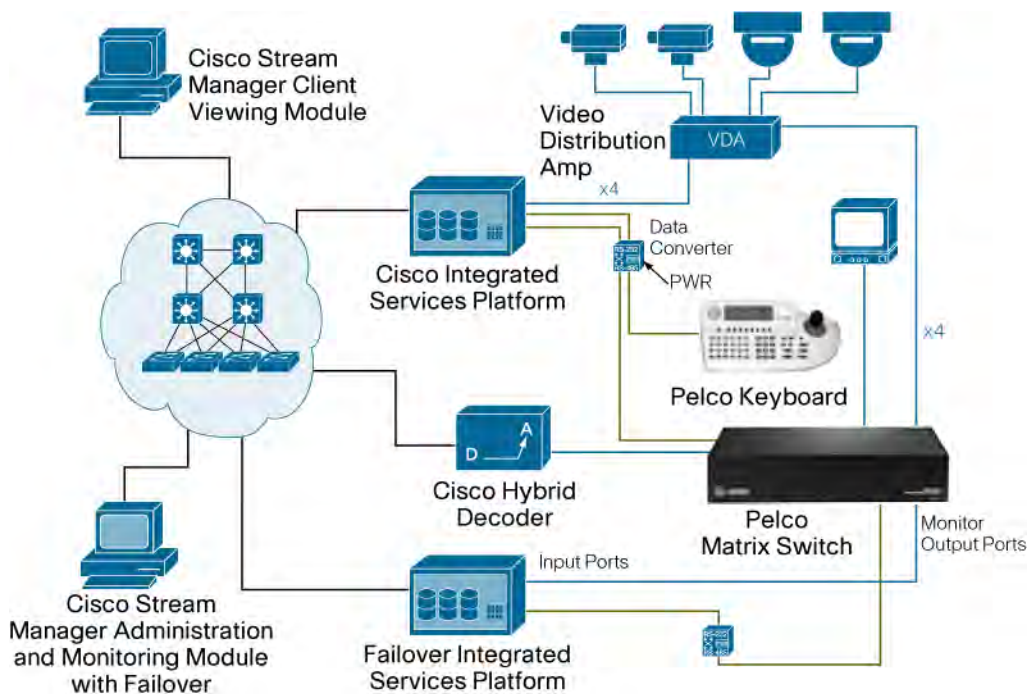 Cisco Stream
Manager Client
Viewing Module
Video
Distribution
Amp
VDA
x4
Data
Converter
PWR
Cisco Integrated
Services Platform
x4
Pelco Keyboard
D
A
Cisco Hybrid
Decoder
Pelco
Matrix Switch
Monitor
Output Ports
Input Ports
Cisco Stream
Manager Administration
and Monitoring Module
with Failover
Failover Integrated
Services Platform